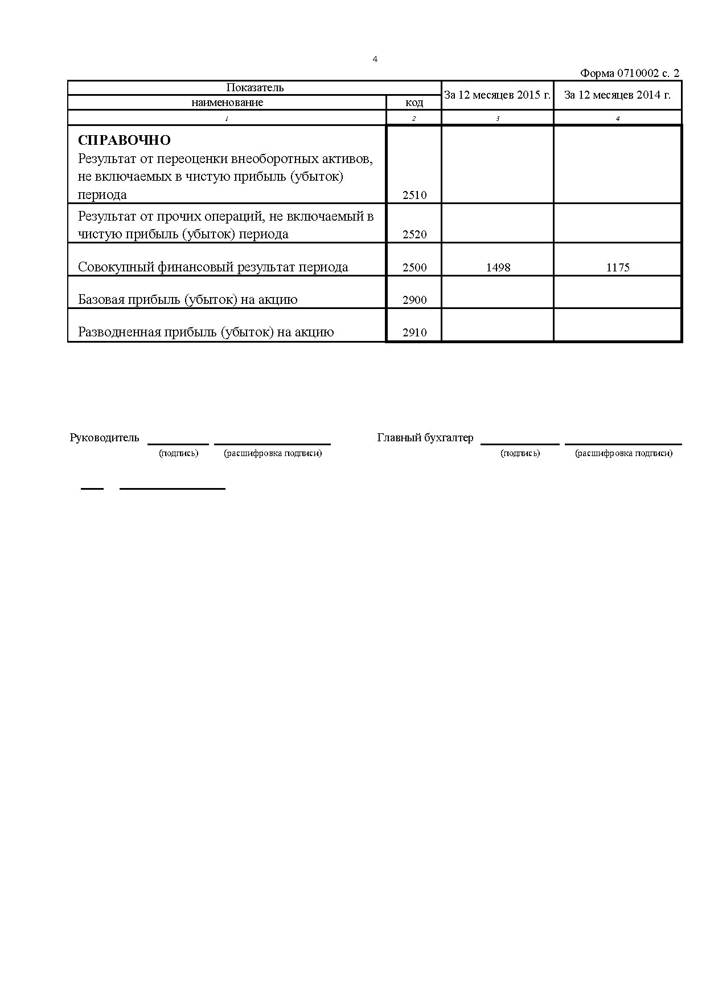 4
Форма 0710002 с. 2
Показатель
За 12 месяцев 2015 г.
За 12 месяцев 2014 г.
наименование
код
1
2
3
4
СПРАВОЧНО
Результат от переоценки внеоборотных активов,
не включаемых в чистую прибыль (убыток)
периода
2510
Результат от прочих операций, не включаемый в
чистую прибыль (убыток) периода
2520
Совокупный финансовый результат периода
2500
1498
1175
Базовая прибыль (убыток) на акцию
2900
Разводненная прибыль (убыток) на акцию
2910
Руководитель
Главный бухгалтер
(подпись)
(расшифровка подписи)
(подпись)
(расшифровка подписи)